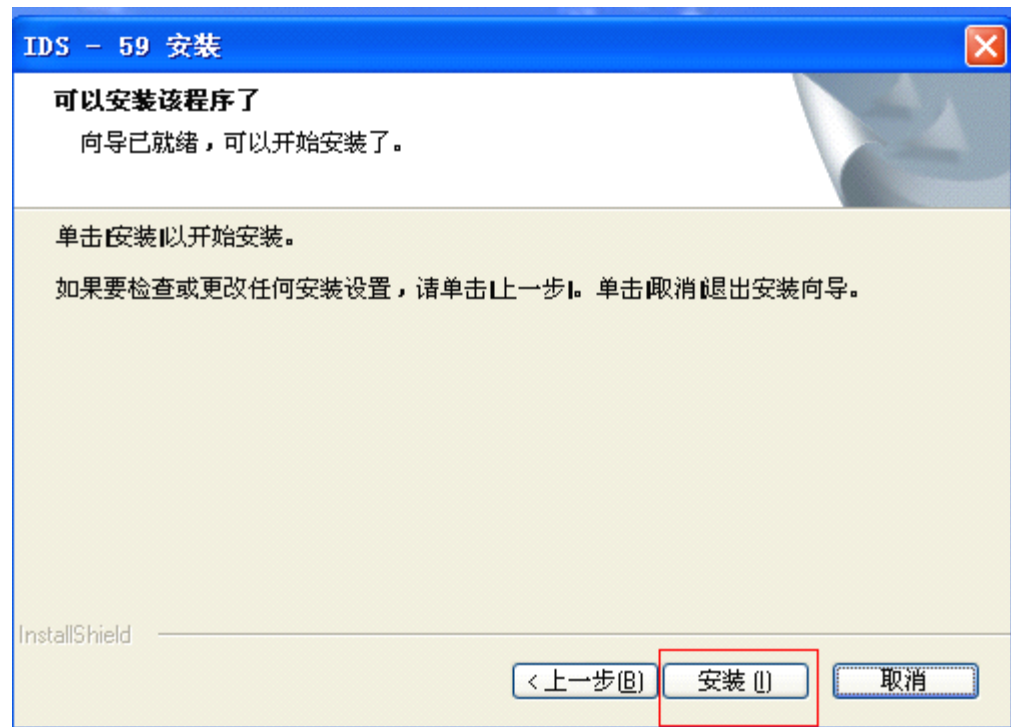 IDS - 59 安装
可以安装该程序了
向导已就绪，可以开始安装了。
单击“安装”以开始安装。
如果要检查或更改任何安装设置，请单击“上一步”。单击“取消”退出安装向导。
InstallShield
<上一步(B)
安装(I)
取消